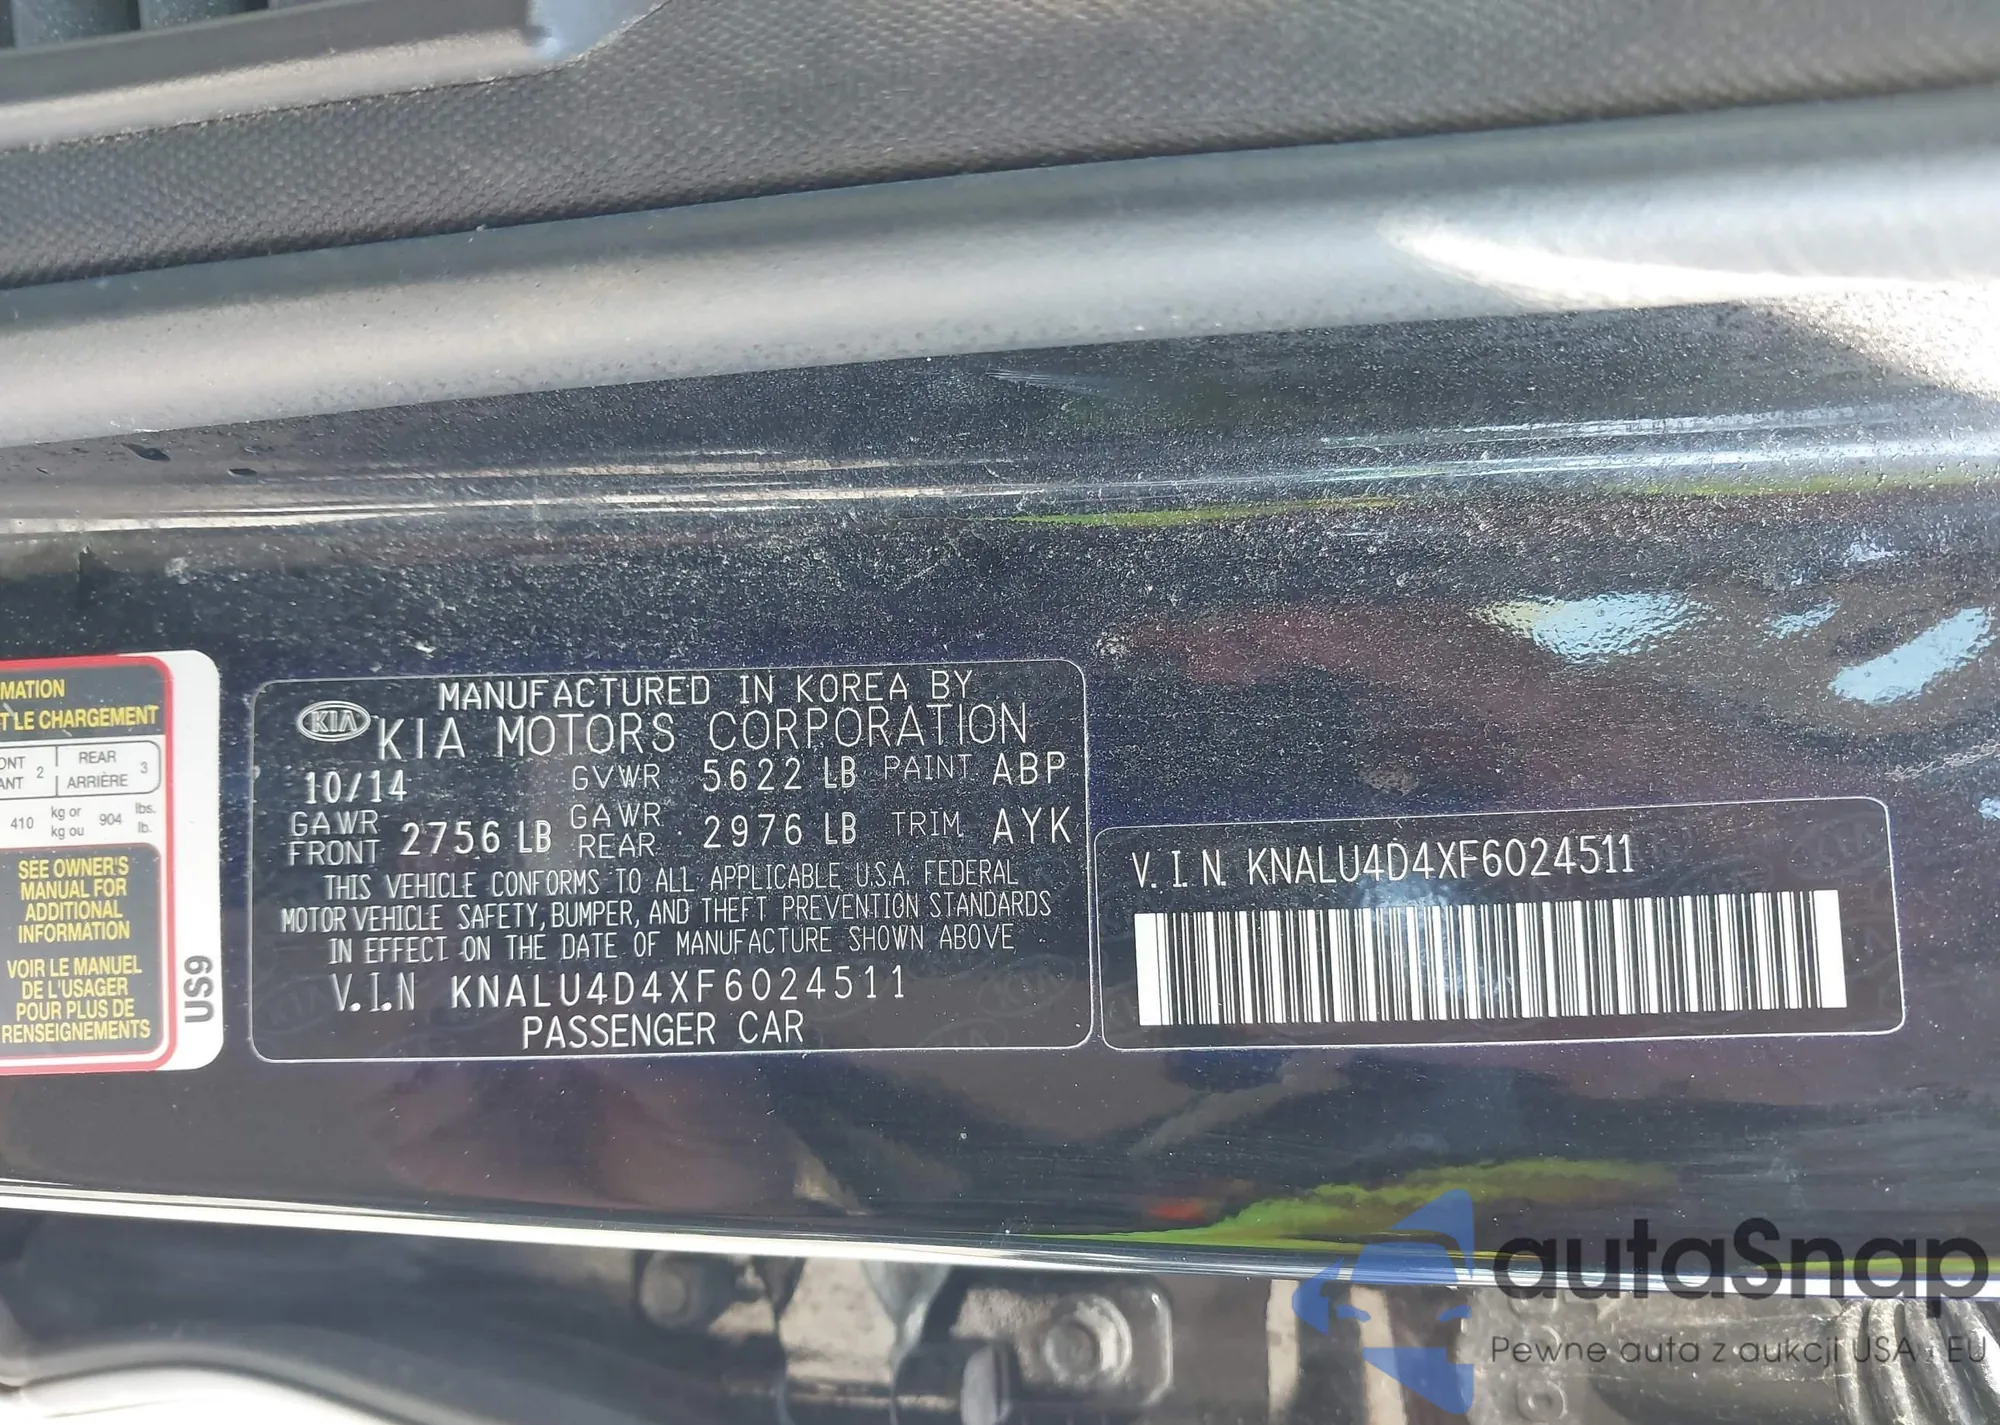 MATION
T LE CHARGEMENT
ONT 2 REAR 3
ANT ARRIÈRE
410 kg or 904 lbs.
kg ou lb.
SEE OWNER'S
MANUAL FOR
ADDITIONAL
INFORMATION
VOIR LE MANUEL
DE L'USAGER
POUR PLUS DE
RENSEIGNEMENTS
US9
MANUFACTURED IN KOREA BY
KIA KIA MOTORS CORPORATION
10/14 GVWR 5622 LB PAINT ABP
GAWR FRONT 2756 LB GAWR REAR 2976 LB TRIM AYK
THIS VEHICLE CONFORMS TO ALL APPLICABLE U.S.A. FEDERAL
MOTOR VEHICLE SAFETY, BUMPER, AND THEFT PREVENTION STANDARDS
IN EFFECT ON THE DATE OF MANUFACTURE SHOWN ABOVE
V.I.N KNALU4D4XF6024511
PASSENGER CAR
V.I.N. KNALU4D4XF6024511
autaSnap
Pewne auta z aukcji USA i EU